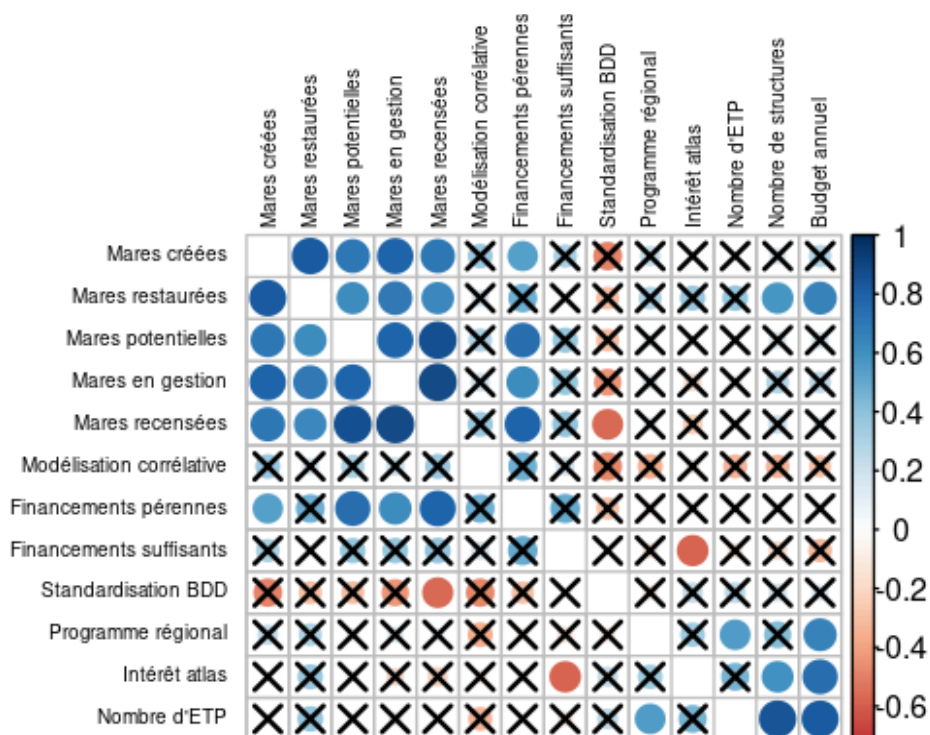 Mares créées
Mares restaurées
Mares potentielles
Mares en gestion
Mares recensées
Modélisation corrélative
Financements pérennes
Financements suffisants
Standardisation BDD
Programme régional
Intérêt atlas
Nombre d'ETP
Nombre de structures
Budget annuel
Mares créées
Mares restaurées
Mares potentielles
Mares en gestion
Mares recensées
Modélisation corrélative
Financements pérennes
Financements suffisants
Standardisation BDD
Programme régional
Intérêt atlas
Nombre d'ETP
1
0.8
0.6
0.4
0.2
0
-0.2
-0.4
-0.6